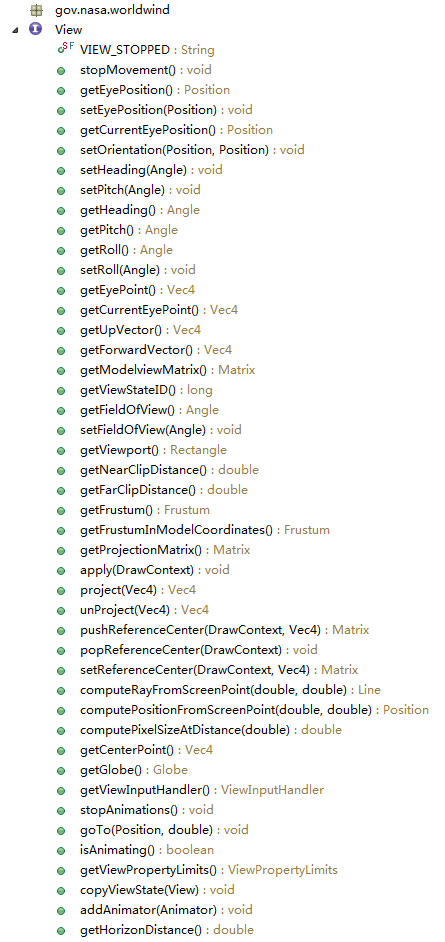 gov.nasa.worldwind
I View
S F VIEW_STOPPED : String
stopMovement() : void
getEyePosition() : Position
setEyePosition(Position) : void
getCurrentEyePosition() : Position
setOrientation(Position, Position) : void
setHeading(Angle) : void
setPitch(Angle) : void
getHeading() : Angle
getPitch() : Angle
getRoll() : Angle
setRoll(Angle) : void
getEyePoint() : Vec4
getCurrentEyePoint() : Vec4
getUpVector() : Vec4
getForwardVector() : Vec4
getModelviewMatrix() : Matrix
getViewStateID() : long
getFieldOfView() : Angle
setFieldOfView(Angle) : void
getViewport() : Rectangle
getNearClipDistance() : double
getFarClipDistance() : double
getFrustum() : Frustum
getFrustumInModelCoordinates() : Frustum
getProjectionMatrix() : Matrix
apply(DrawContext) : void
project(Vec4) : Vec4
unProject(Vec4) : Vec4
pushReferenceCenter(DrawContext, Vec4) : Matrix
popReferenceCenter(DrawContext) : void
setReferenceCenter(DrawContext, Vec4) : Matrix
computeRayFromScreenPoint(double, double) : Line
computePositionFromScreenPoint(double, double) : Position
computePixelSizeAtDistance(double) : double
getCenterPoint() : Vec4
getGlobe() : Globe
getViewInputHandler() : ViewInputHandler
stopAnimations() : void
goTo(Position, double) : void
isAnimating() : boolean
getViewPropertyLimits() : ViewPropertyLimits
copyViewState(View) : void
addAnimator(Animator) : void
getHorizonDistance() : double